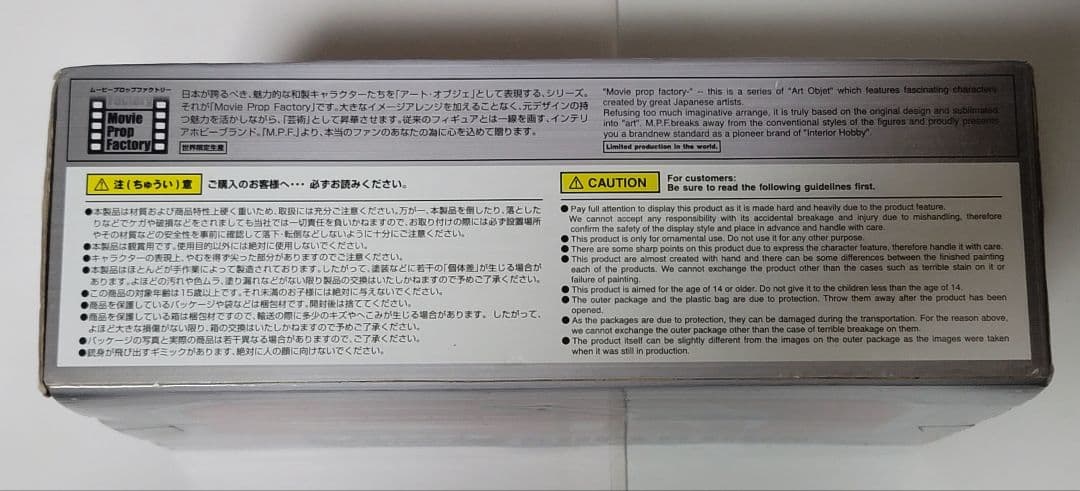 ムービープロップファクトリー
Factory
Movie
Prop
Factory
日本が誇るべき、魅力的な和製キャラクターたちを「アート・オブジェ」として表現する、シリーズ。
それが「Movie Prop Factory」です。大きなイメージアレンジを加えることなく、元デザインの持
つ魅力を活かしながら、「芸術」として昇華させます。従来のフィギュアとは一線を画す、インテリ
アホビーブランド。「M.P.F.」より、本当のファンのあなたの為に心を込めて贈ります。
世界限定生産
"Movie prop factory-" -- this is a series of "Art Objet" which features fascinating characters
created by great Japanese artists.
Refusing too much imaginative arrange, it is truly based on the original design and sublimated
into "art". M.P.F.breaks away from the conventional styles of the figures and proudly presents
you a brandnew standard as a pioneer brand of "Interior Hobby".
Limited production in the world.
注(ちゅうい)意
ご購入のお客様へ・・・ 必ずお読みください。
●本製品は材質および商品特性上硬く重いため、取扱には充分ご注意ください。万が一、本製品を倒したり、落とした
りなどでケガや破損などをされましても当社では一切責任を負いかねますので、お取り付けの際には必ず設置場所
やその材質などの安全性を事前に確認して落下・転倒などしないように十分にご注意ください。
●本製品は観賞用です。使用目的以外には絶対に使用しないでください。
●キャラクターの表現上、やむを得ず尖った部分がありますのでご注意ください。
●本製品はほとんどが手作業によって製造されております。したがって、塗装などに若干の「個体差」が生じる場合が
あります。よほどの汚れや色ムラ、塗り漏れなどがない限り製品の交換はいたしかねますので予めご了承ください。
●この商品の対象年齢は15歳以上です。それ未満のお子様には絶対に与えないでください。
●商品を保護しているパッケージや袋などは梱包材です。開封後は捨ててください。
●商品を保護している箱は梱包材ですので、輸送の際に多少のキズやへこみが生じる場合があります。 したがって、
よほど大きな損傷がない限り、箱の交換はいたしかねますので予めご了承ください。
●パッケージの写真と実際の商品は若干異なる場合がありますので、ご了承ください。
●銃身が飛び出すギミックがあります、絶対に人の顔に向けないでください。
CAUTION
For customers:
Be sure to read the following guidelines first.
● Pay full attention to display this product as it is made hard and heavily due to the product feature.
We cannot accept any responsibility with its accidental breakage and injury due to mishandling, therefore
confirm the safety of the display style and place in advance and handle with care.
● This product is only for ornamental use. Do not use it for any other purpose.
● There are some sharp points on this product due to express the character feature, therefore handle it with care.
● This products are almost created with hand and there can be some differences between the finished painting
each of the products. We cannot exchange the product other than the cases such as terrible stain on it or
failure of painting.
● This product is aimed for the age of 14 or older. Do not give it to the children less than the age of 14.
● The outer package and the plastic bag are due to protection. Throw them away after the product has been
opened.
● As the packages are due to protection, they can be damaged during the transportation. For the reason above,
we cannot exchange the outer package other than the case of terrible breakage on them.
● The product itself can be slightly different from the images on the outer package as the images were taken
when it was still in production.